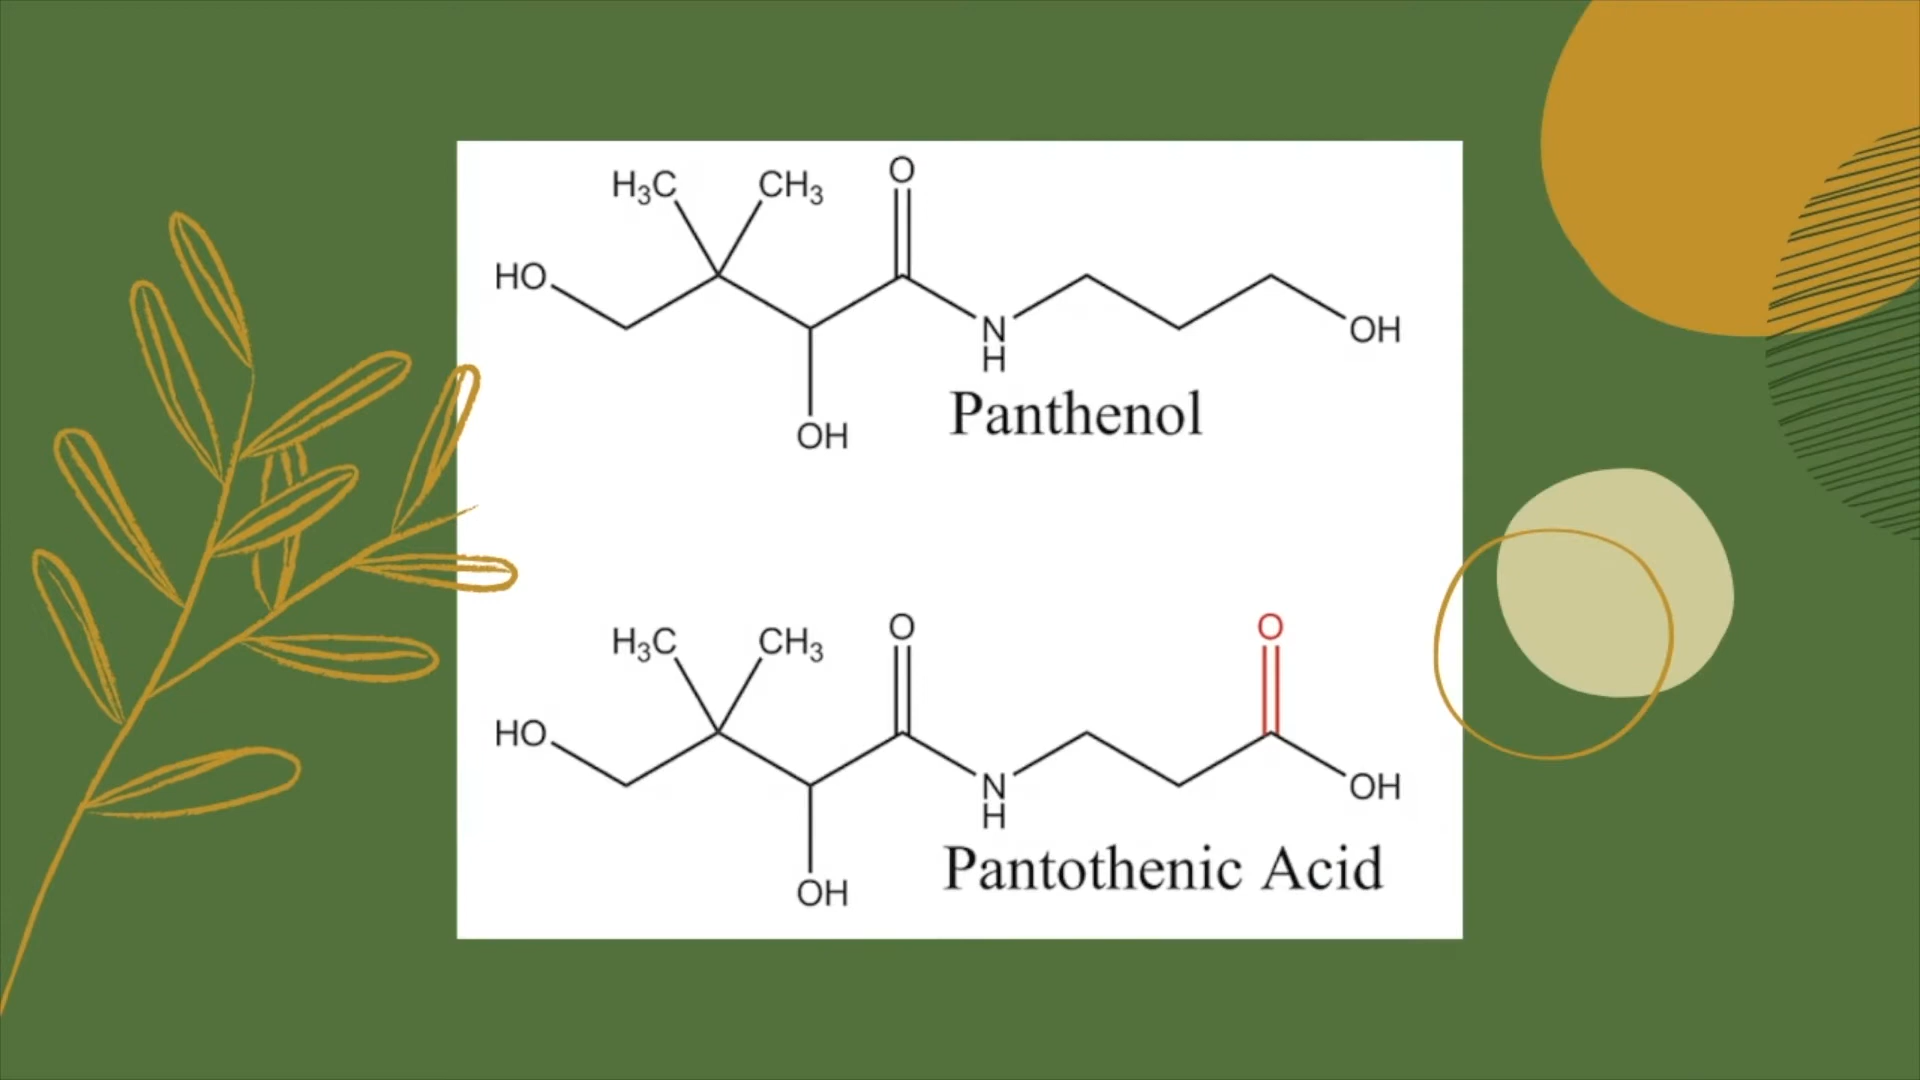 H₃C CH₃ O
HO
N
H
OH
OH
Panthenol
H₃C CH₃ O O
HO
N
H
OH
OH
Pantothenic Acid